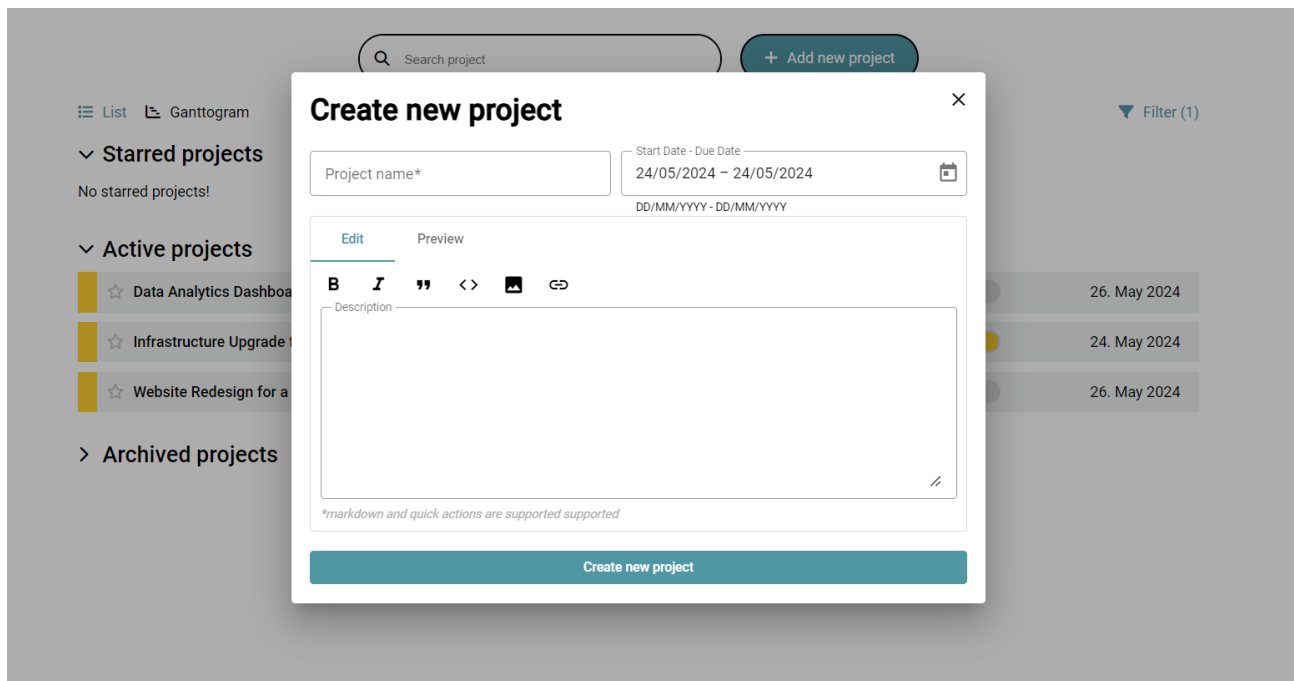 Search project
+ Add new project
List Ganttogram
Filter (1)
Starred projects
No starred projects!
Active projects
Data Analytics
26. May 2024
Infrastructure Upgrade
24. May 2024
Website Redesign for a
26. May 2024
Archived projects
Create new project
Project name*
Start Date - Due Date
24/05/2024 – 24/05/2024
DD/MM/YYYY - DD/MM/YYYY
Edit Preview
B I
Description
*markdown and quick actions are supported supported
Create new project